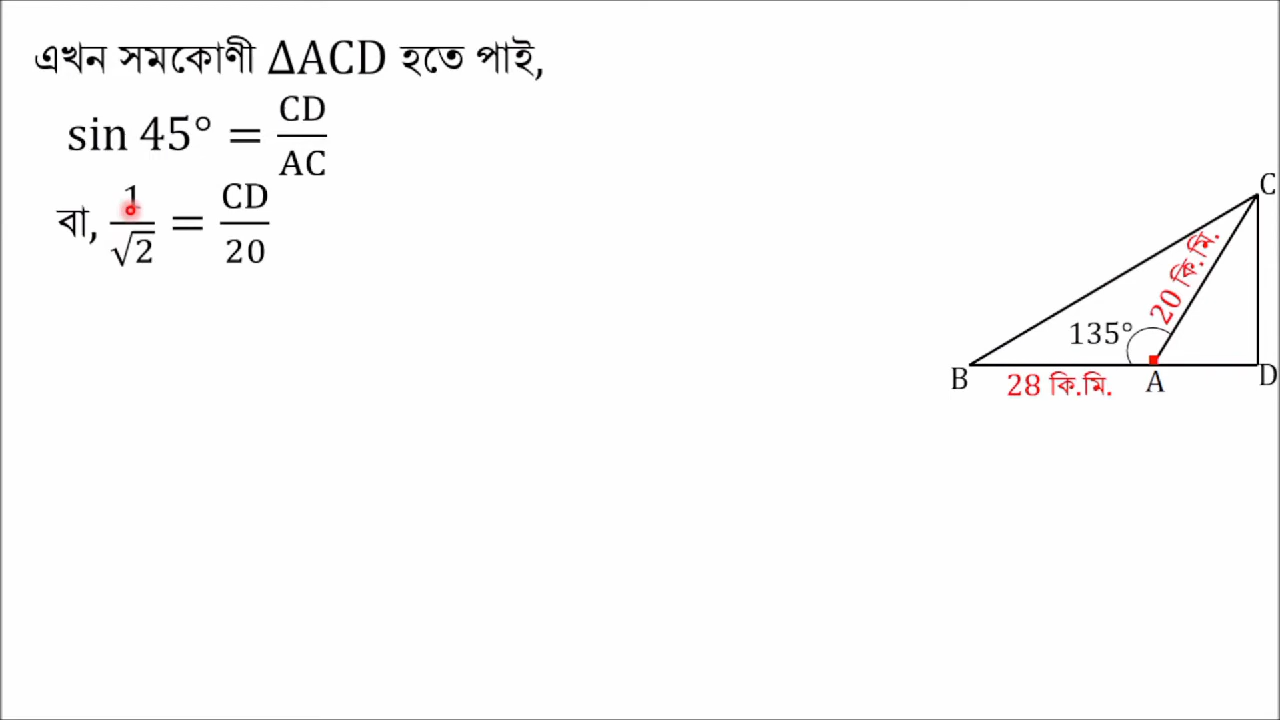 এখন সমকোণী ΔACD হতে পাই,
sin 45° = CD/AC
বা, 1/√2 = CD/20
C
20 কি.মি.
135°
B
28 কি.মি.
A
D